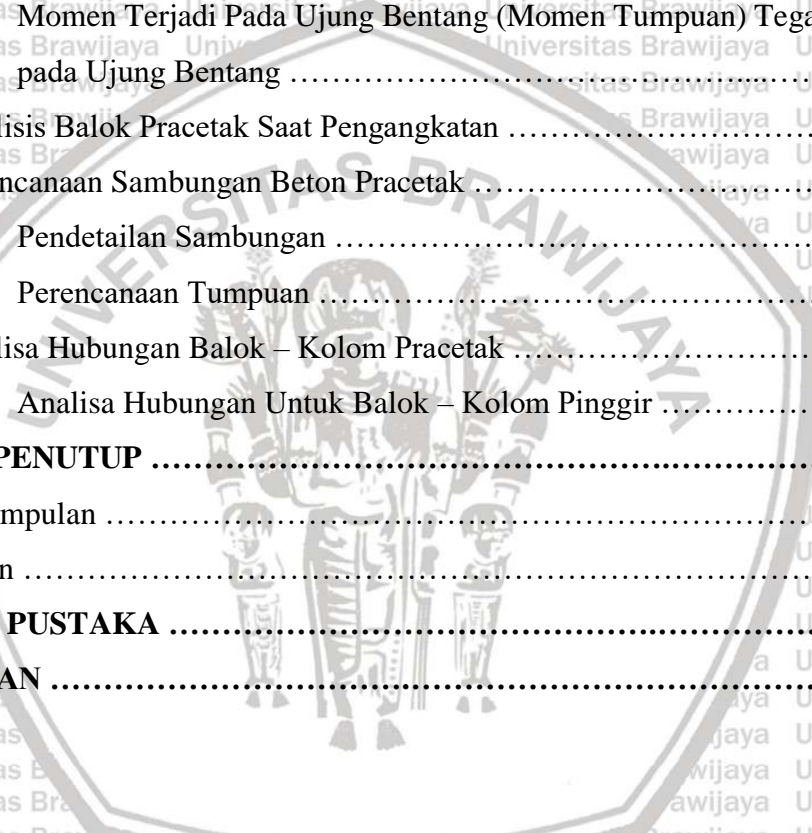 Momen Terjadi Pada Ujung Bentang (Momen Tumpuan) Tega
pada Ujung Bentang ……………………………………………...……
lisis Balok Pracetak Saat Pengangkatan ……………………………
ncanaan Sambungan Beton Pracetak …………………………………
Pendetailan Sambungan ………………………………………………
Perencanaan Tumpuan …………………………………………………
lisa Hubungan Balok – Kolom Pracetak ……………………………
Analisa Hubungan Untuk Balok – Kolom Pinggir ……………
PENUTUP ……………………………………………….……………
mpulan …………………………………………………………………
n …………………………………………………………………………
PUSTAKA …………………………………………….………………
AN ………………………………………………………………………
UNIVERSITAS BRAWIJAYA